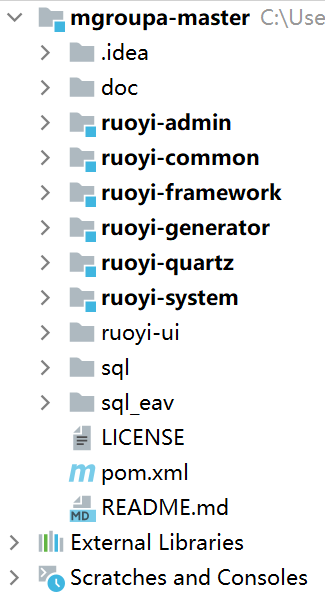 mgroupa-master C:\Use
.idea
doc
ruoyi-admin
ruoyi-common
ruoyi-framework
ruoyi-generator
ruoyi-quartz
ruoyi-system
ruoyi-ui
sql
sql_eav
LICENSE
m pom.xml
MD README.md
External Libraries
Scratches and Consoles